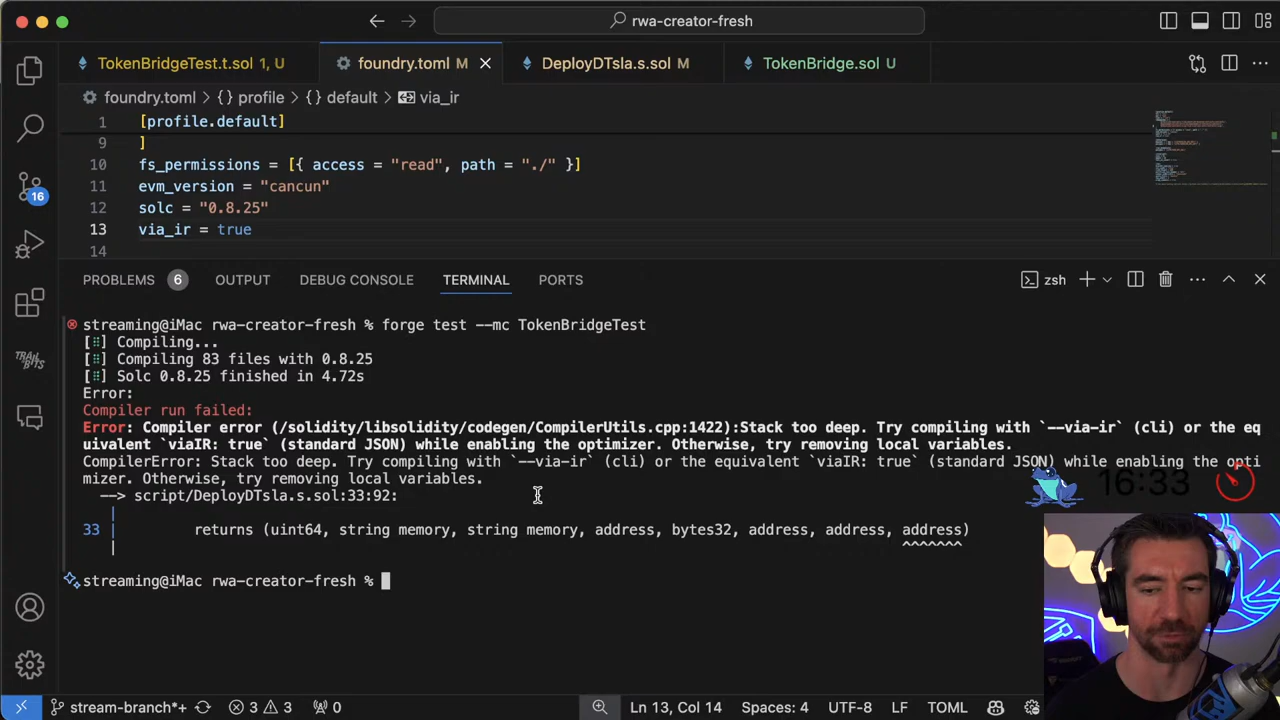 rwa-creator-fresh
TokenBridgeTest.t.sol 1, U
foundry.toml M
DeployDTsla.s.sol M
TokenBridge.sol U
foundry.toml > {} profile > {} default > via_ir
1 [profile.default]
9 ]
10 fs_permissions = [{ access = "read", path = "./" }]
11 evm_version = "cancun"
12 solc = "0.8.25"
13 via_ir = true
14
PROBLEMS 6 OUTPUT DEBUG CONSOLE TERMINAL PORTS zsh
streaming@iMac rwa-creator-fresh % forge test --mc TokenBridgeTest
[⠃] Compiling...
[⠃] Compiling 83 files with 0.8.25
[⠃] Solc 0.8.25 finished in 4.72s
Error:
Compiler run failed:
Error: Compiler error (/solidity/libsolidity/codegen/CompilerUtils.cpp:1422):Stack too deep. Try compiling with `--via-ir` (cli) or the eq
uivalent `viaIR: true` (standard JSON) while enabling the optimizer. Otherwise, try removing local variables.
CompilerError: Stack too deep. Try compiling with `--via-ir` (cli) or the equivalent `viaIR: true` (standard JSON) while enabling the opti
mizer. Otherwise, try removing local variables.
--> script/DeployDTsla.s.sol:33:92:
|
33 | returns (uint64, string memory, string memory, address, bytes32, address, address, address)
| ^^^^^^^
streaming@iMac rwa-creator-fresh %
16
TRAIL BITS
16:33
stream-branch*+ 3 3 0 Ln 13, Col 14 Spaces: 4 UTF-8 LF TOML